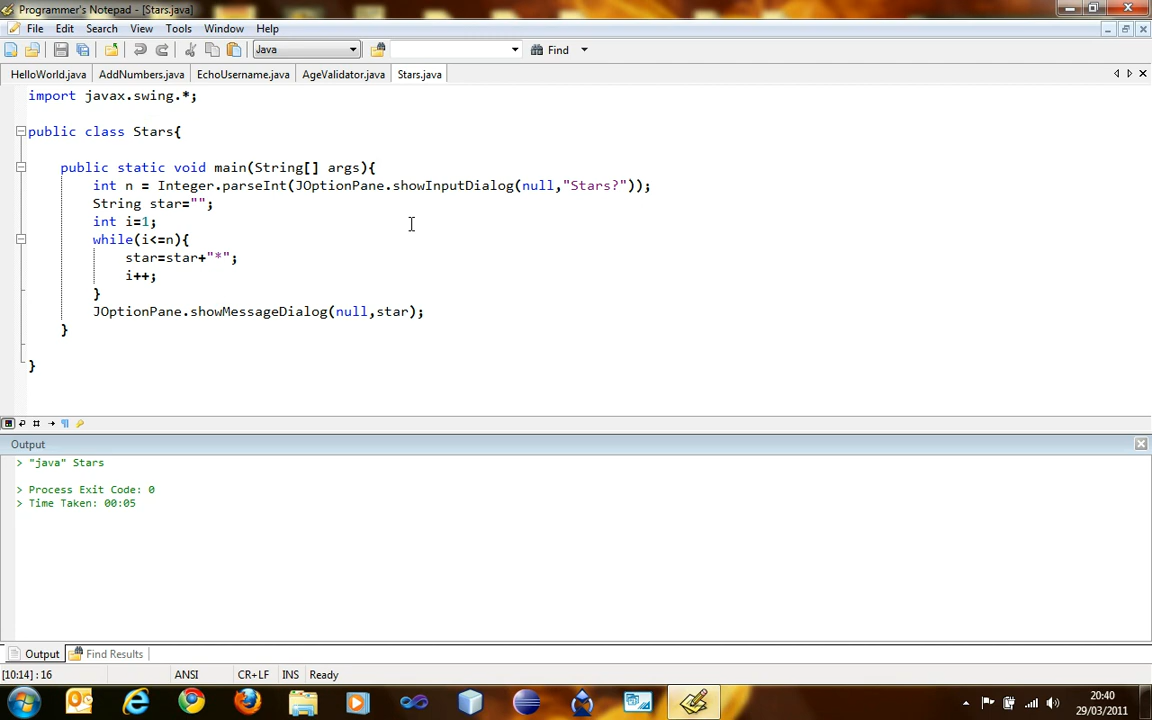 Programmer's Notepad - [Stars.java]
File Edit Search View Tools Window Help
Java Find
HelloWorld.java AddNumbers.java EchoUsername.java AgeValidator.java Stars.java
import javax.swing.*;
public class Stars{
public static void main(String[] args){
int n = Integer.parseInt(JOptionPane.showInputDialog(null,"Stars?"));
String star="";
int i=1;
while(i<=n){
star=star+"*";
i++;
}
JOptionPane.showMessageDialog(null,star);
}
}
Output
> "java" Stars
> Process Exit Code: 0
> Time Taken: 00:05
Output Find Results
[10:14] : 16 ANSI CR+LF INS Ready
20:40
29/03/2011